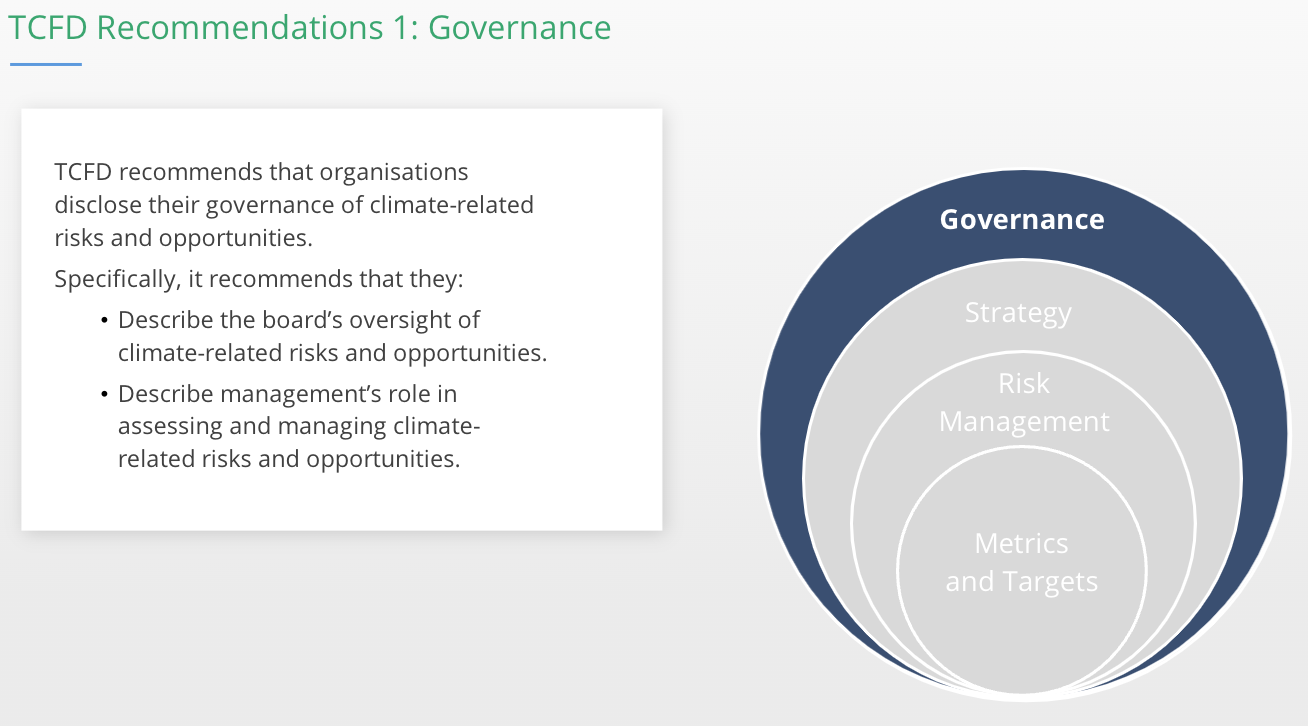 TCFD Recommendations 1: Governance
TCFD recommends that organisations
disclose their governance of climate-related
risks and opportunities.
Specifically, it recommends that they:
• Describe the board’s oversight of
climate-related risks and opportunities.
• Describe management’s role in
assessing and managing climate-
related risks and opportunities.
Governance
Strategy
Risk
Management
Metrics
and Targets